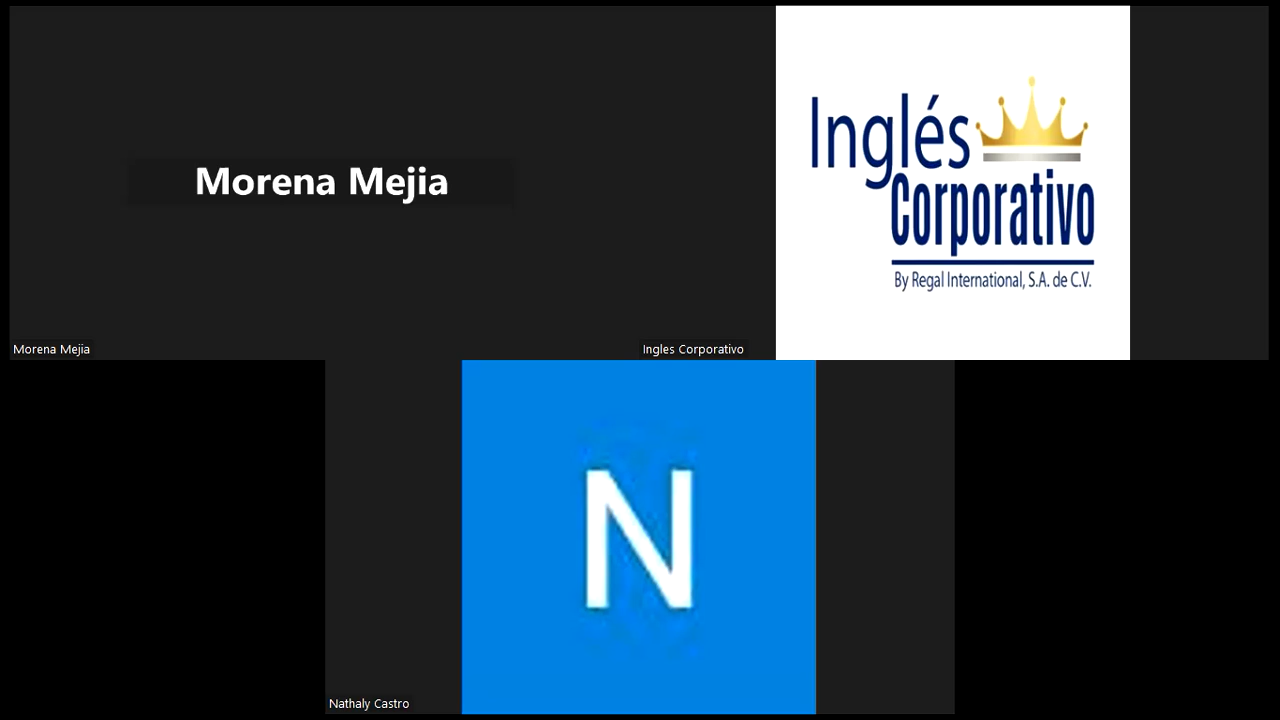 Morena Mejia
Morena Mejia
Inglés
Corporativo
By Regal International, S.A. de C.V.
Ingles Corporativo
N
Nathaly Castro